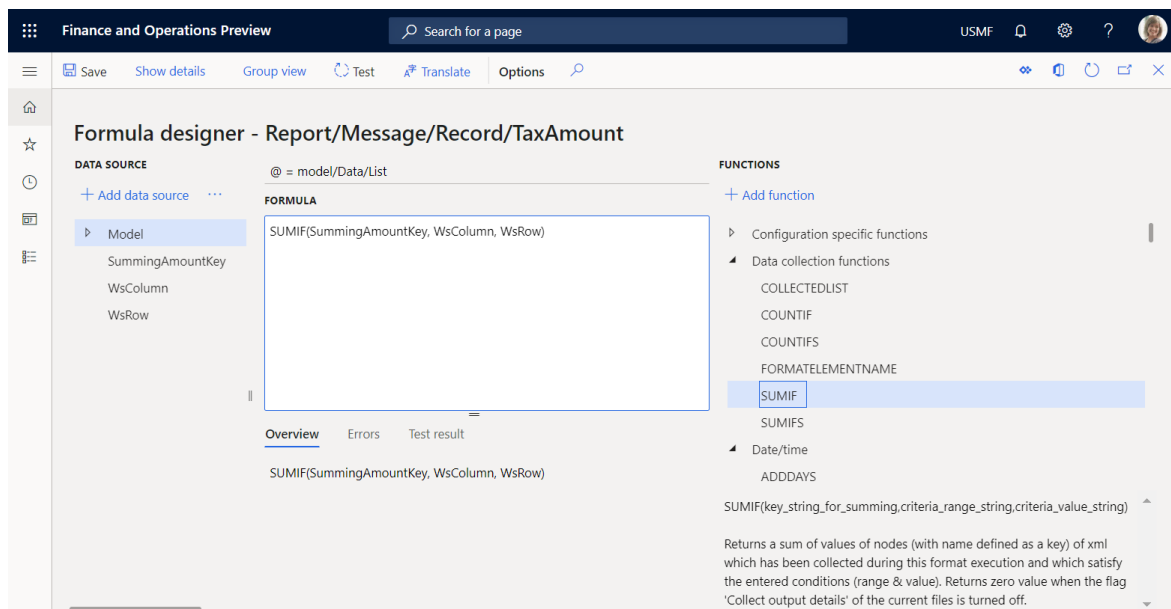 Finance and Operations Preview
Search for a page
USMF
?
Save Show details Group view Test Translate Options
Formula designer - Report/Message/Record/TaxAmount
DATA SOURCE
+ Add data source ...
Model
SummingAmountKey
WsColumn
WsRow
@ = model/Data/List
FORMULA
SUMIF(SummingAmountKey, WsColumn, WsRow)
Overview Errors Test result
SUMIF(SummingAmountKey, WsColumn, WsRow)
FUNCTIONS
+ Add function
Configuration specific functions
Data collection functions
COLLECTEDLIST
COUNTIF
COUNTIFS
FORMATELEMENTNAME
SUMIF
SUMIFS
Date/time
ADDDAYS
SUMIF(key_string_for_summing,criteria_range_string,criteria_value_string)
Returns a sum of values of nodes (with name defined as a key) of xml
which has been collected during this format execution and which satisfy
the entered conditions (range & value). Returns zero value when the flag
'Collect output details' of the current files is turned off.